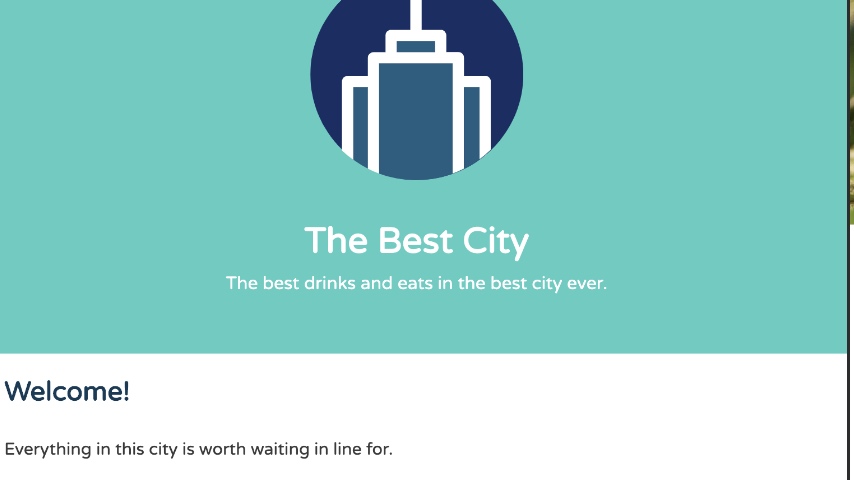 The Best City
The best drinks and eats in the best city ever.
Welcome!
Everything in this city is worth waiting in line for.